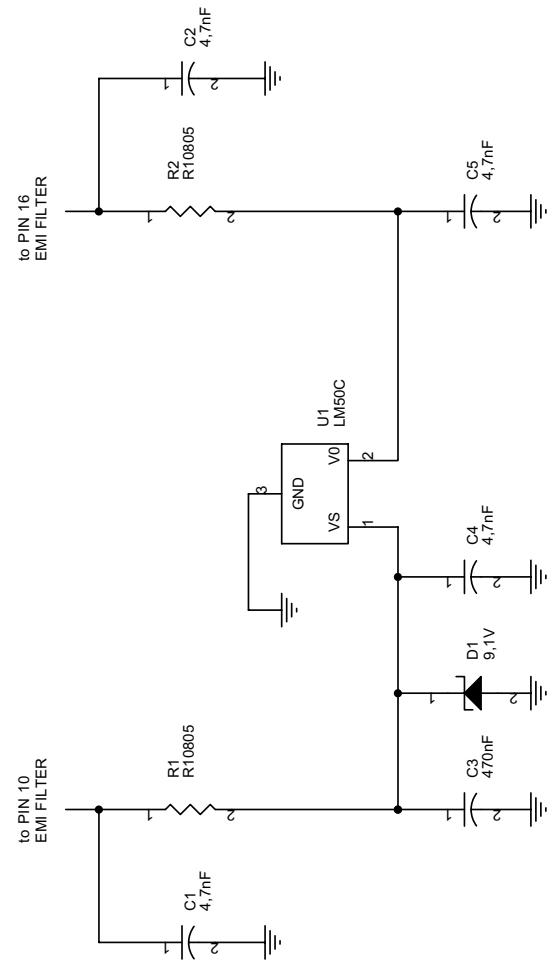 to PIN 10
EMI FILTER
C1
4,7nF
1
2
R1
R10805
1
2
C3
470nF
1
2
D1
9,1V
1
2
C4
4,7nF
1
2
U1
LM50C
3
GND
VS
V0
1
2
to PIN 16
EMI FILTER
R2
R10805
1
2
C2
4,7nF
1
2
C5
4,7nF
1
2